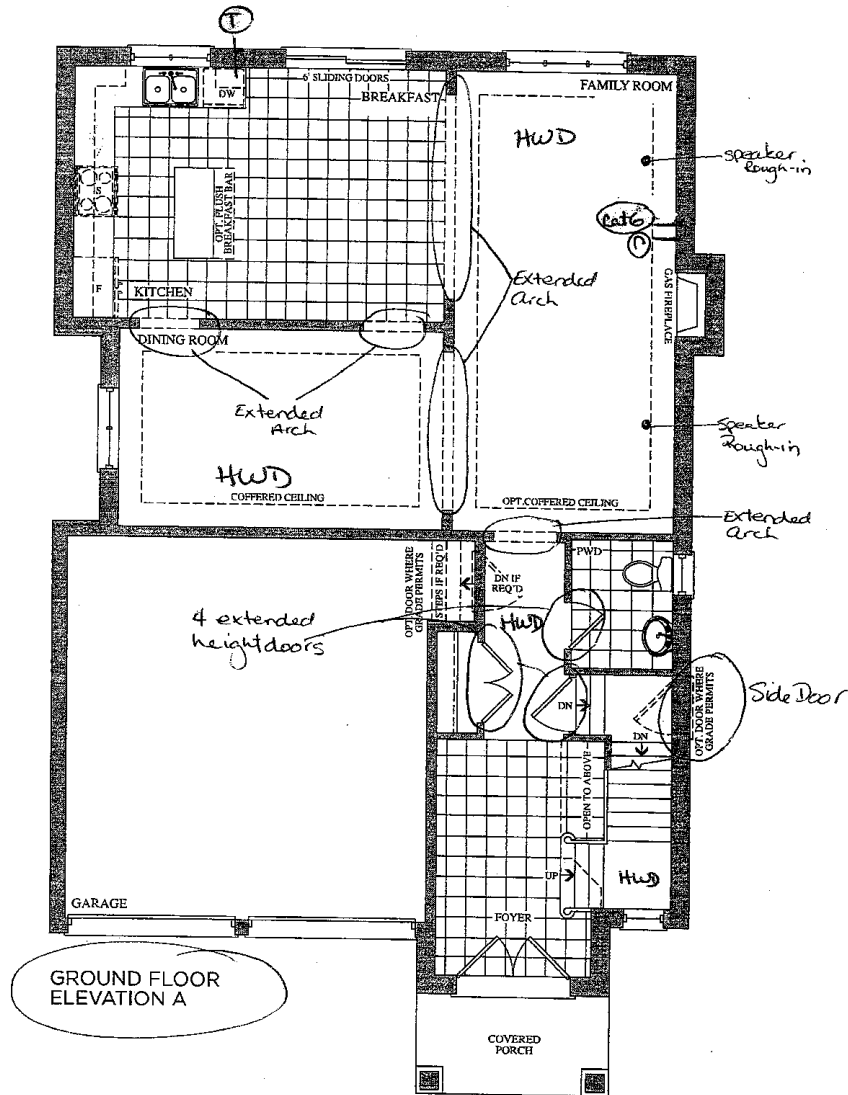 T
6' SLIDING DOORS
DW
BREAKFAST
FAMILY ROOM
HWD
speaker
Rough-in
S
OPT. FLUSH
BREAKFAST BAR
Cat6
Extended
Arch
GAS FIREPLACE
F
KITCHEN
DINING ROOM
Extended
Arch
HWD
COFFERED CEILING
Speaker
Rough-in
OPT. COFFERED CEILING
Extended
Arch
OPT. DOOR WHERE
GRADE PERMITS
STEPS IF REQ'D
DN IF
REQ'D
PWD
4 extended
height doors
HWD
DN
DN
OPT. DOOR WHERE
GRADE PERMITS
Side Door
OPEN TO ABOVE
UP
HWD
GARAGE
FOYER
GROUND FLOOR
ELEVATION A
COVERED
PORCH